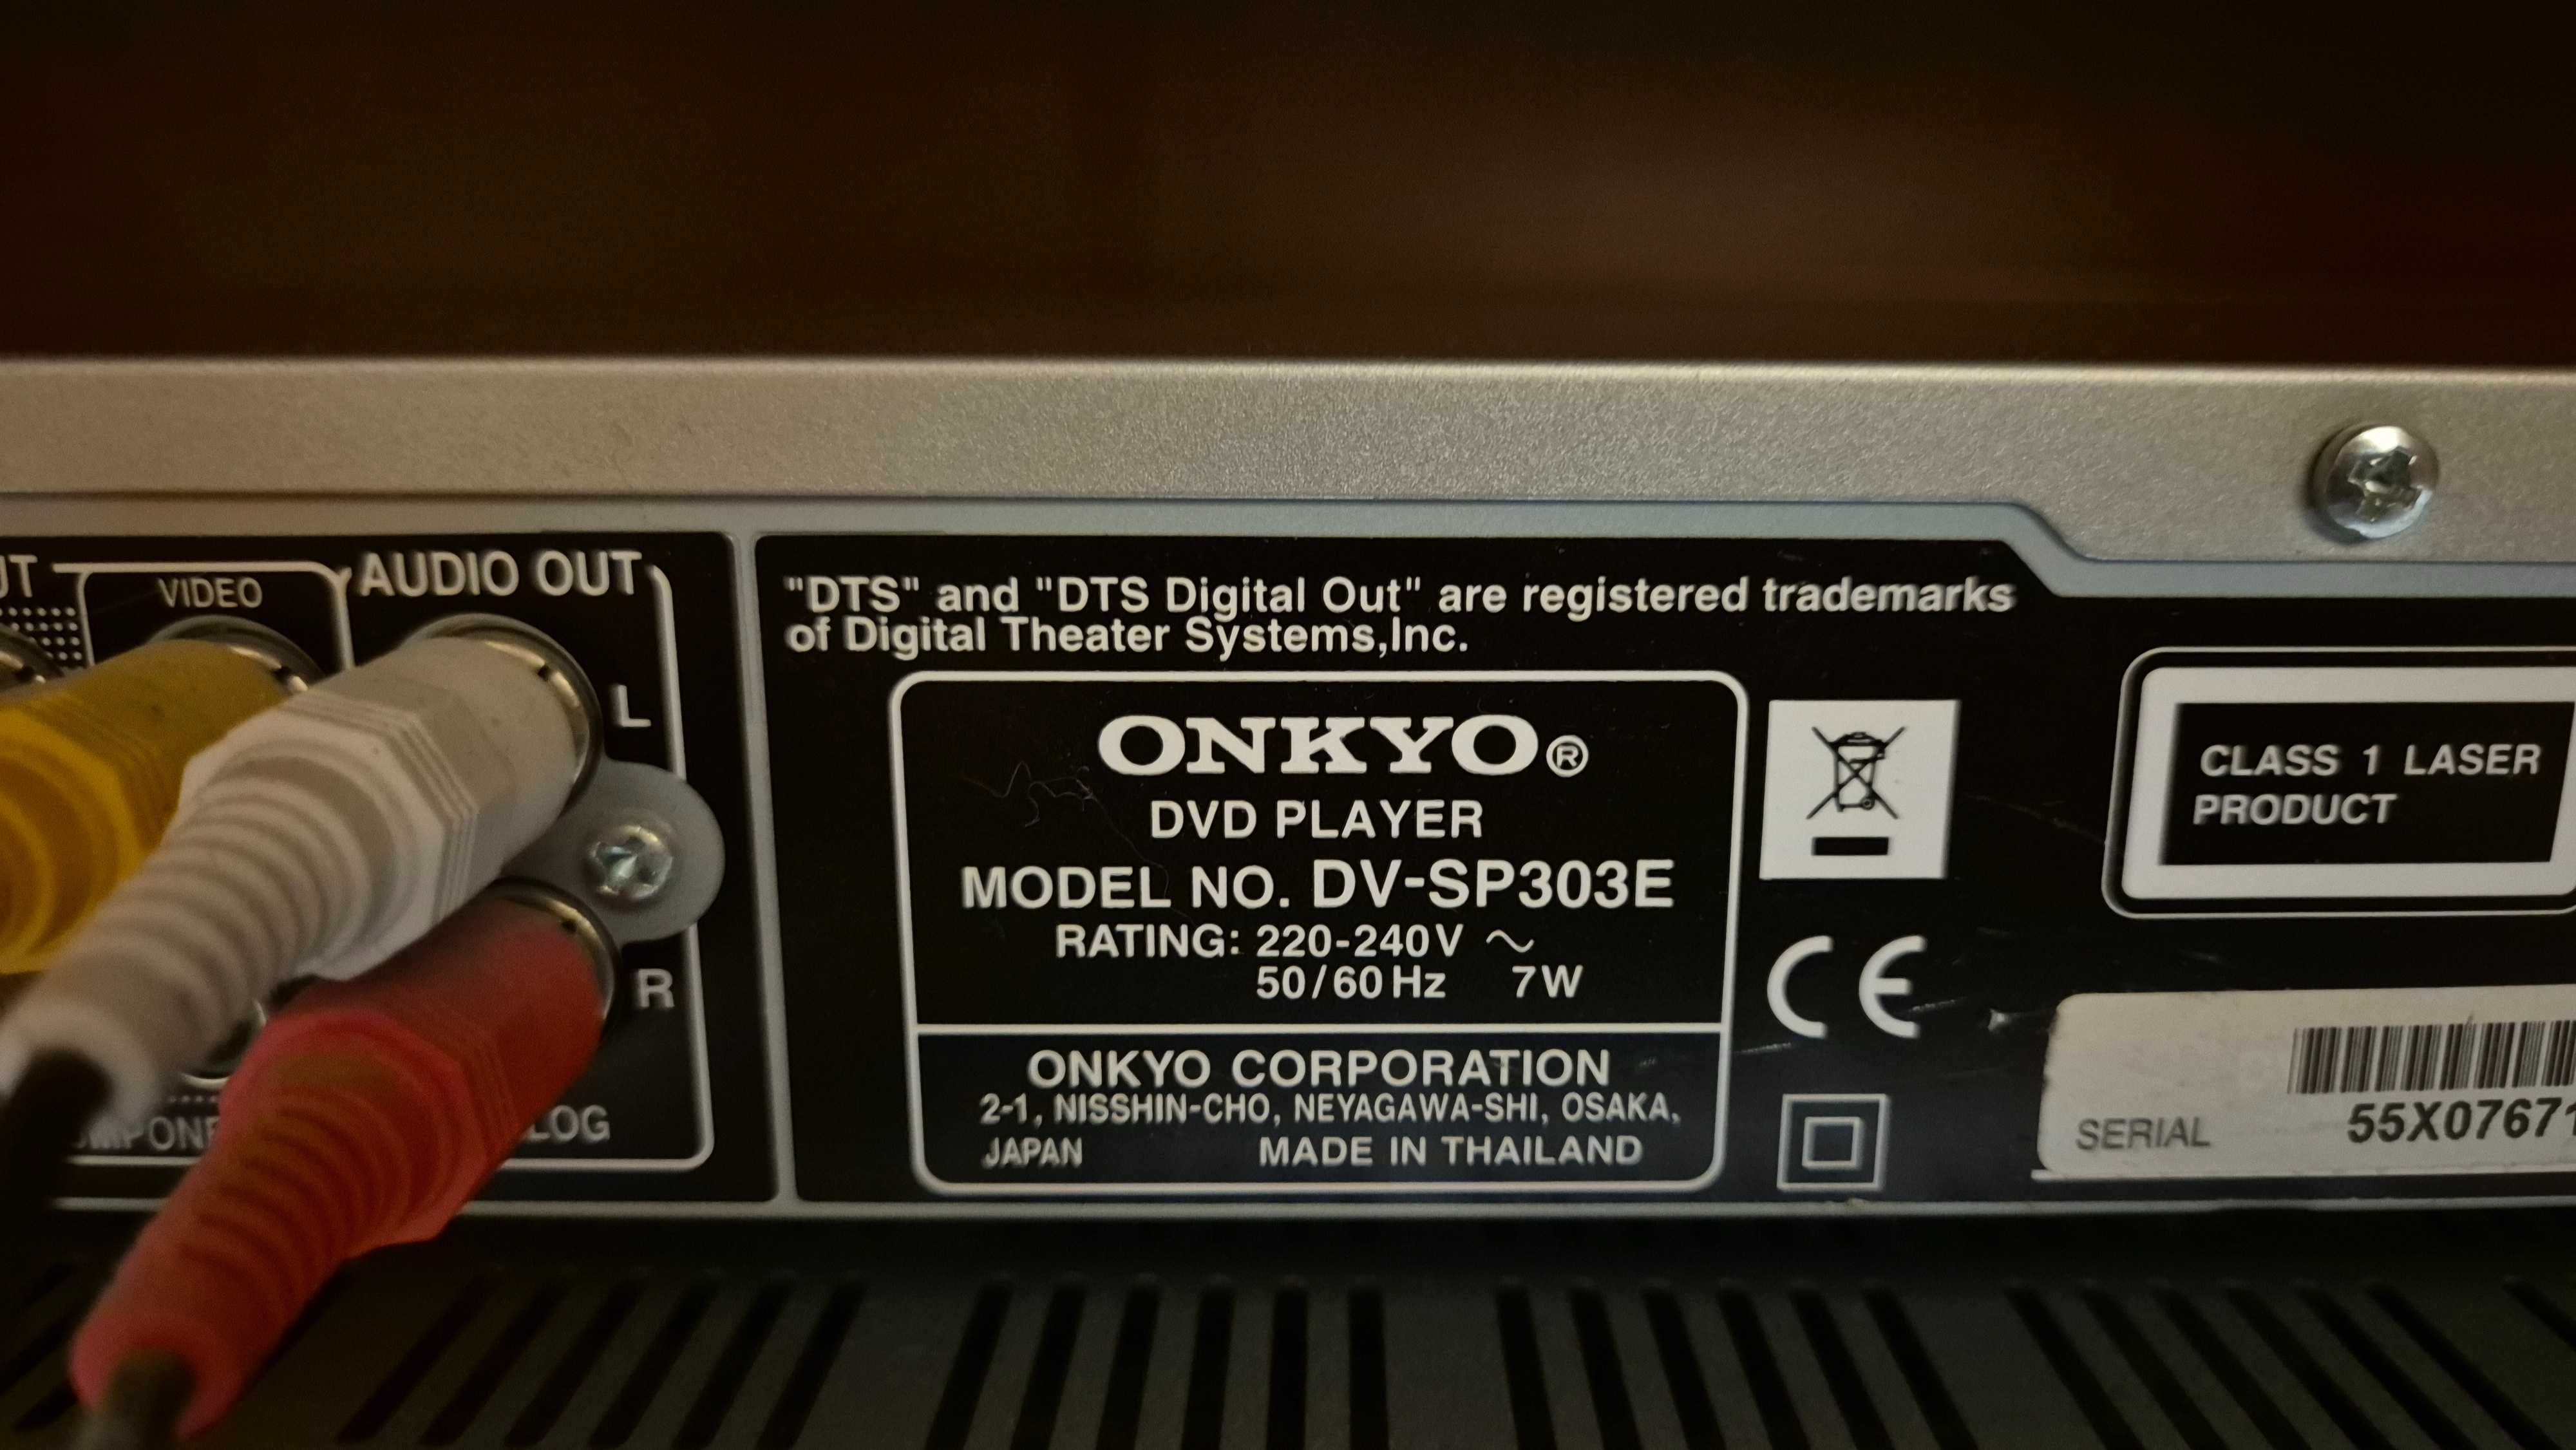 VIDEO
AUDIO OUT
L
R
"DTS" and "DTS Digital Out" are registered trademarks
of Digital Theater Systems,Inc.
ONKYO®
DVD PLAYER
MODEL NO. DV-SP303E
RATING: 220-240V ～
50/60Hz 7W
ONKYO CORPORATION
2-1, NISSHIN-CHO, NEYAGAWA-SHI, OSAKA,
JAPAN MADE IN THAILAND
CE
CLASS 1 LASER
PRODUCT
SERIAL 55X07671